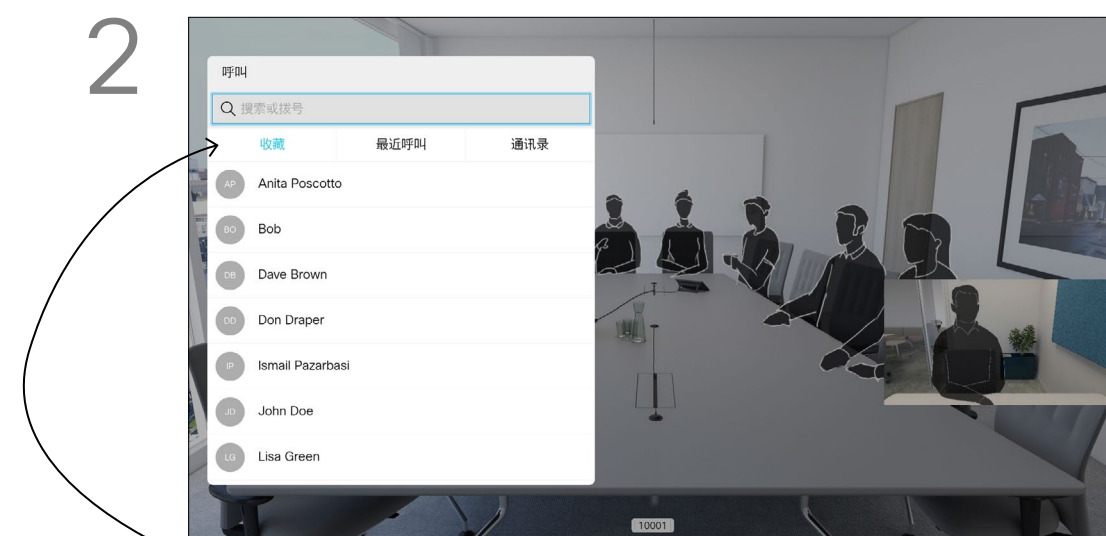 2
呼叫
搜索或拨号
收藏 最近呼叫 通讯录
AP Anita Poscotto
BO Bob
DB Dave Brown
DD Don Draper
IP Ismail Pazarbasi
JD John Doe
LG Lisa Green
10001